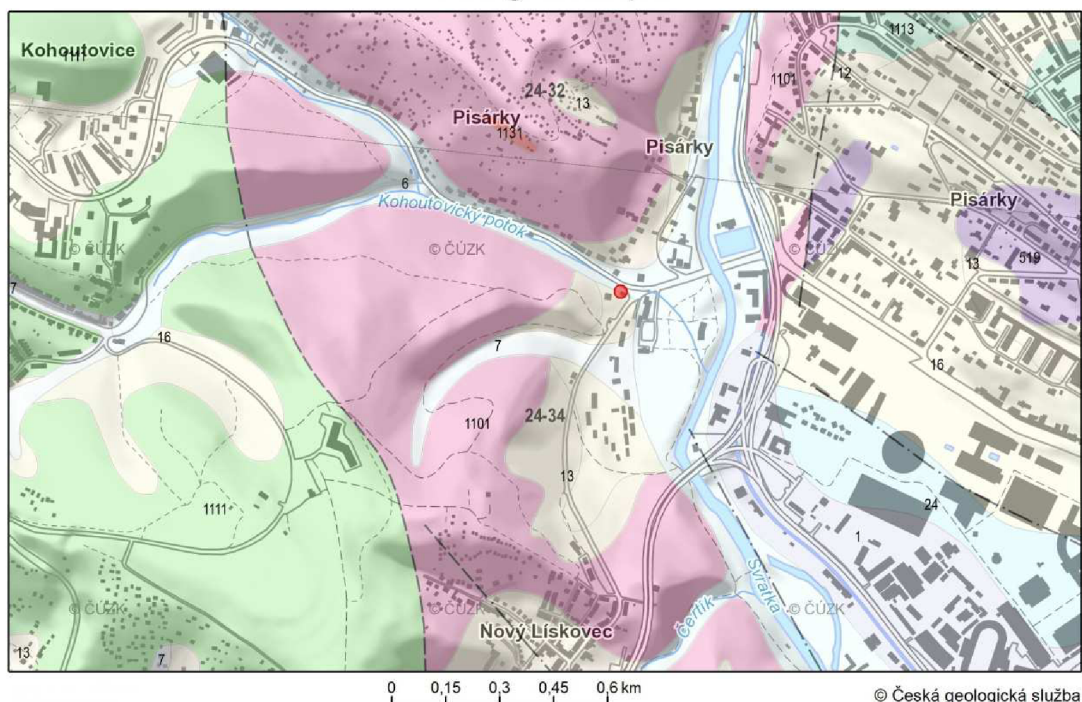 Kohoutovice
1111
24-32
13
Pisárky
1131
Pisárky
1101
12
1113
Pisárky
6
Kohoutovický potok
© ČÚZK
© ČÚZK
© ČÚZK
519
13
7
16
7
16
24-34
1101
13
1111
24
1
Svratka
© ČÚZK
© ČÚZK
© ČÚZK
Nový Lískovec
Čertík
13
7
0 0,15 0,3 0,45 0,6 km
© Česká geologická služba